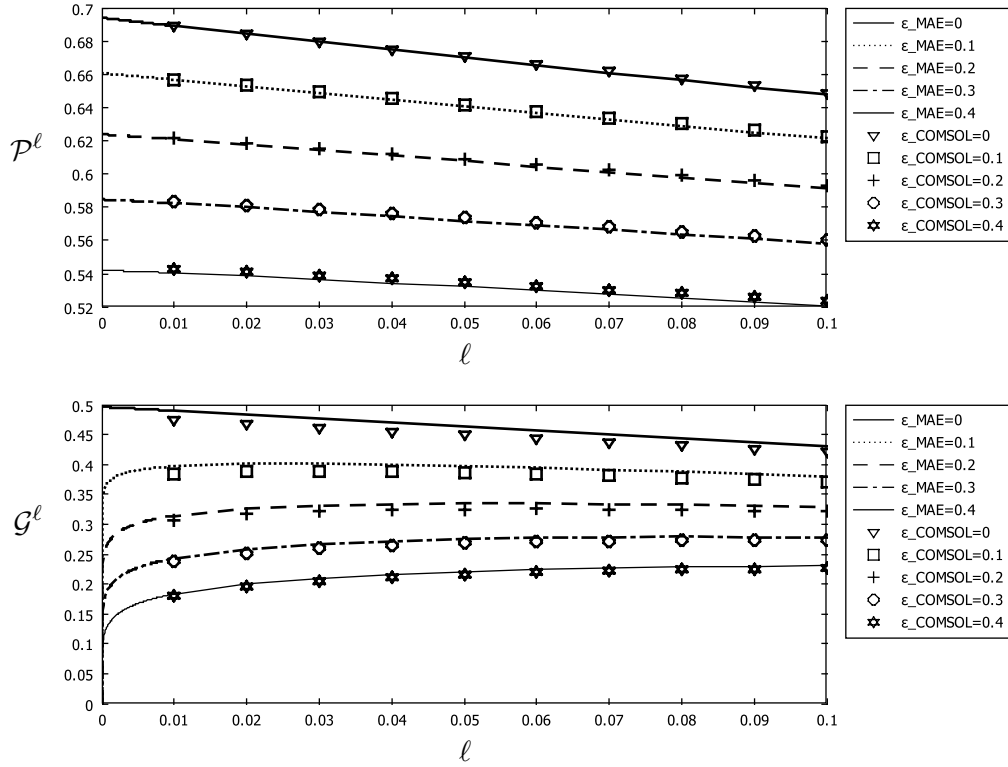 0.7
0.68
0.66
0.64
0.62
0.6
0.58
0.56
0.54
0.52
𝒫^ℓ
0 0.01 0.02 0.03 0.04 0.05 0.06 0.07 0.08 0.09 0.1
ℓ
ε_MAE=0
ε_MAE=0.1
ε_MAE=0.2
ε_MAE=0.3
ε_MAE=0.4
ε_COMSOL=0
ε_COMSOL=0.1
ε_COMSOL=0.2
ε_COMSOL=0.3
ε_COMSOL=0.4
0.5
0.45
0.4
0.35
0.3
0.25
0.2
0.15
0.1
0.05
0
𝒢^ℓ
0 0.01 0.02 0.03 0.04 0.05 0.06 0.07 0.08 0.09 0.1
ℓ
ε_MAE=0
ε_MAE=0.1
ε_MAE=0.2
ε_MAE=0.3
ε_MAE=0.4
ε_COMSOL=0
ε_COMSOL=0.1
ε_COMSOL=0.2
ε_COMSOL=0.3
ε_COMSOL=0.4